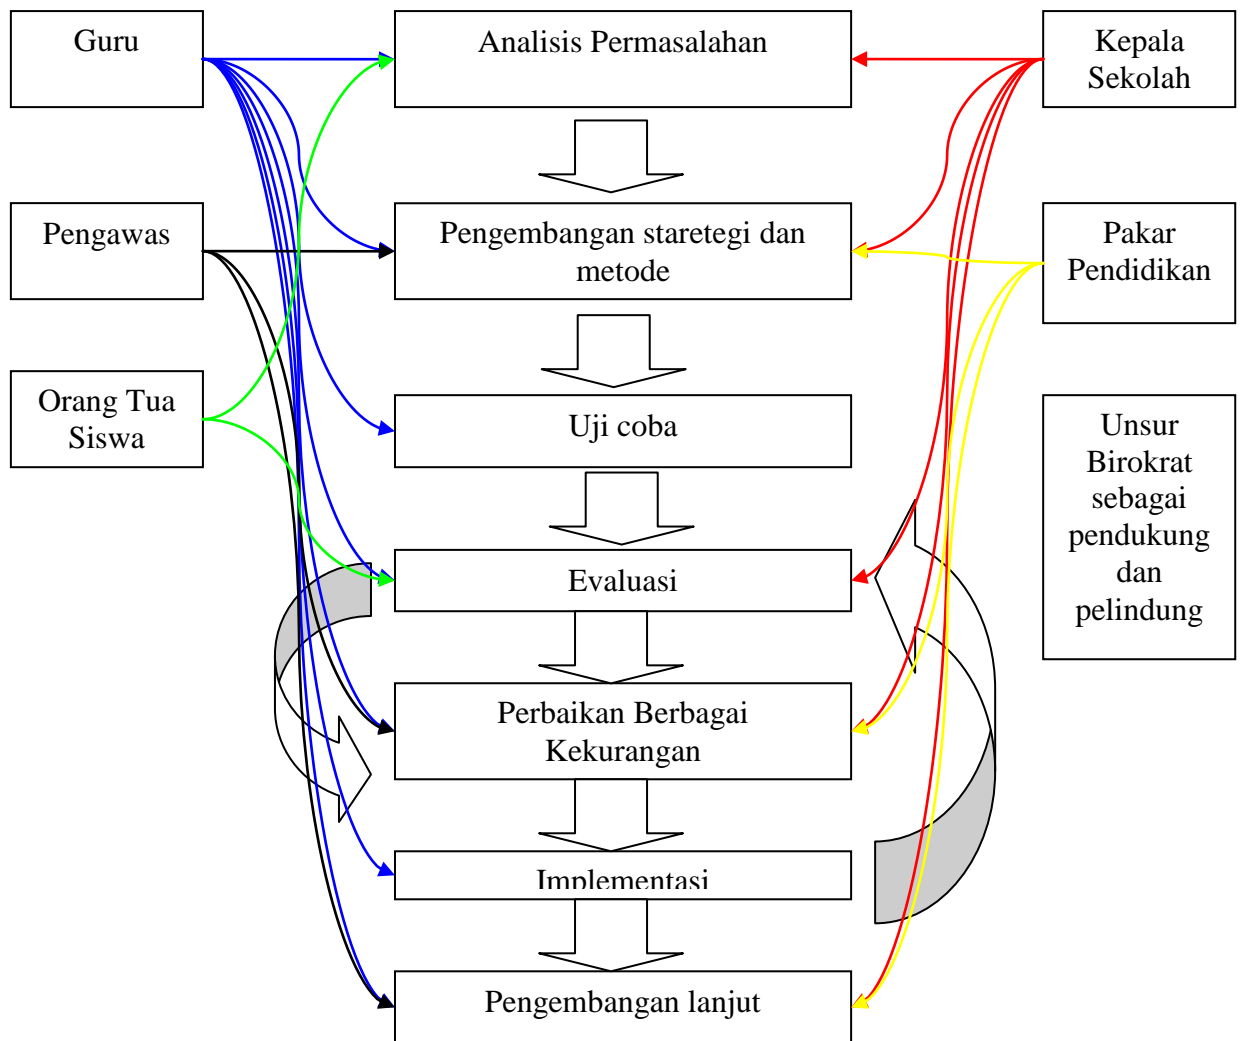 Guru
Analisis Permasalahan
Kepala
Sekolah
Pengawas
Pengembangan staretegi dan
metode
Pakar
Pendidikan
Orang Tua
Siswa
Uji coba
Unsur
Birokrat
sebagai
pendukung
dan
pelindung
Evaluasi
Perbaikan Berbagai
Kekurangan
Implementasi
Pengembangan lanjut